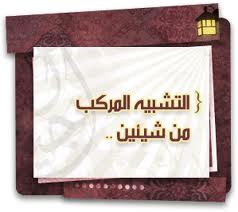 { التشبيه المركب
من شيئين ..